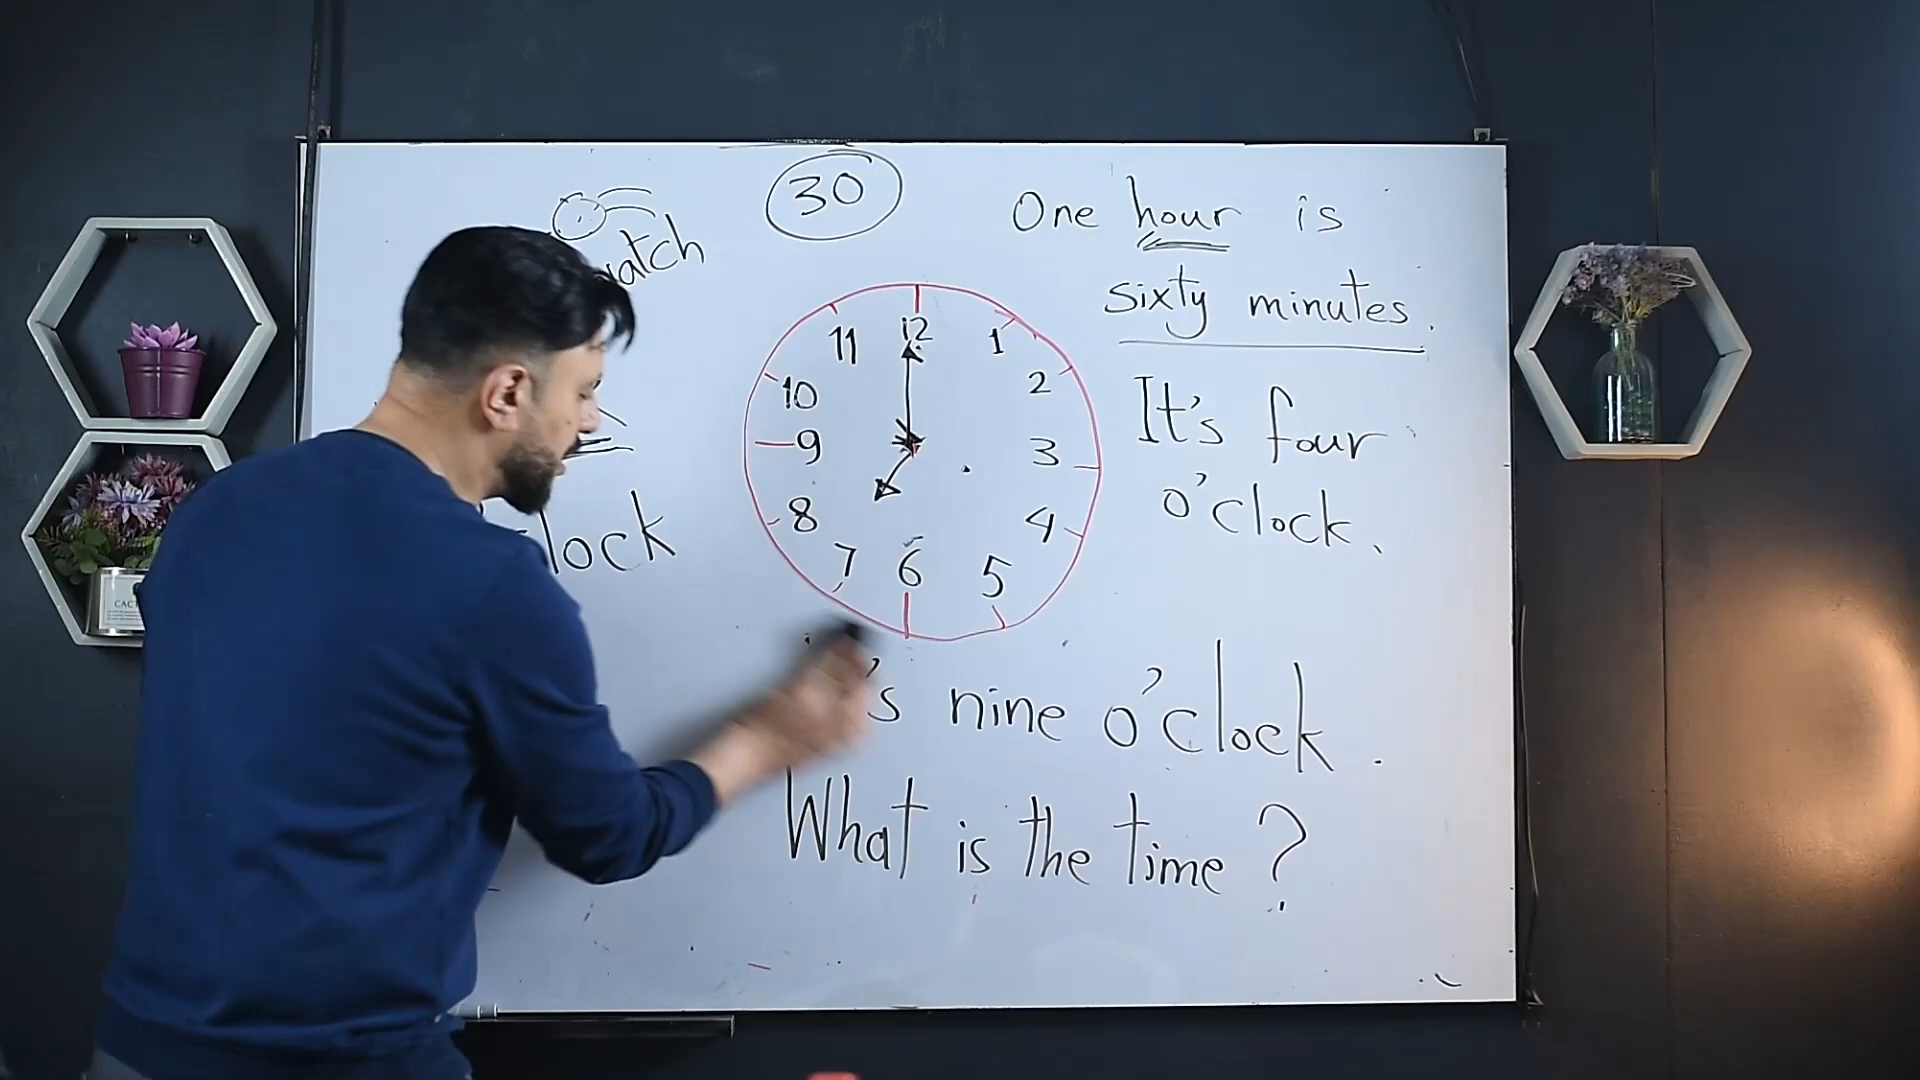 30
One hour is
sixty minutes.
12
11
1
10
2
9
3
8
4
7
6
5
It's four
o'clock.
nine o'clock.
What is the time?